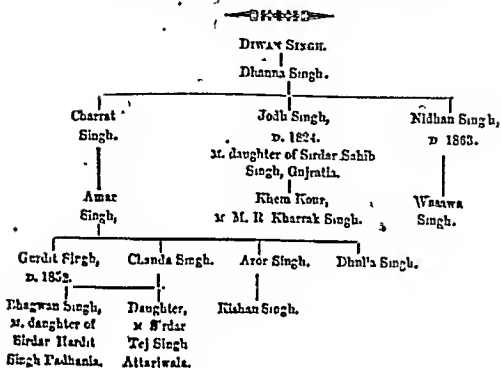 DIWAN SINGH.
Dhanna Singh.
Charrat Singh.
Jodh Singh,
D. 1824.
M. daughter of Sirdar Sahib
Singh, Gujratia.
Nidhan Singh,
D 1863.
Khem Kour,
M M. R Kharrak Singh.
Amar
Singh,
Wasawa
Singh.
Gurdit Singh,
D. 1852.
Chanda Singh.
Aror Singh.
Singh.
Bhagwan Singh,
M. daughter of
Sirdar Hardit
Singh Padhania.
Daughter,
M Sirdar
Tej Singh
Attariwala.
Kishan Singh.